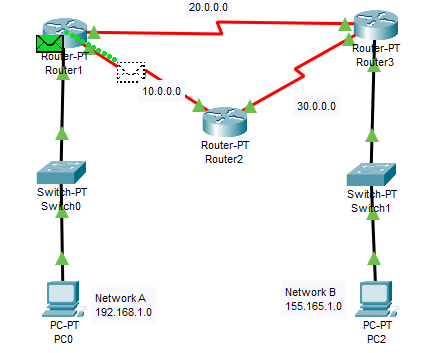 20.0.0.0
Router-PT
Router1
Router-PT
Router3
10.0.0.0
30.0.0.0
Router-PT
Router2
Switch-PT
Switch0
Switch-PT
Switch1
Network A
192.168.1.0
Network B
155.165.1.0
PC-PT
PC0
PC-PT
PC2